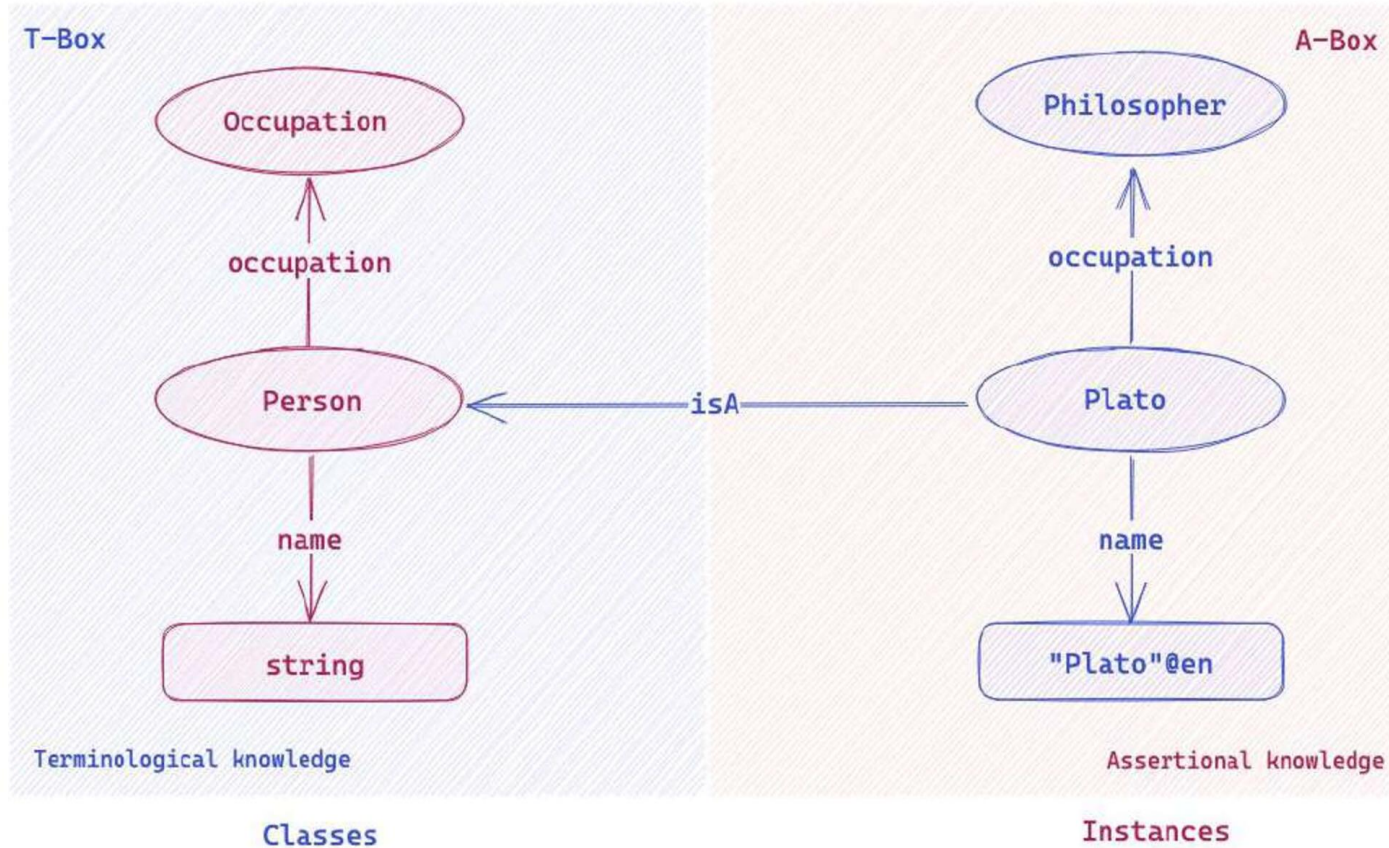 T-Box
A-Box
Occupation
Philosopher
occupation
occupation
Person
isA
Plato
name
name
string
"Plato"@en
Terminological knowledge
Assertional knowledge
Classes
Instances